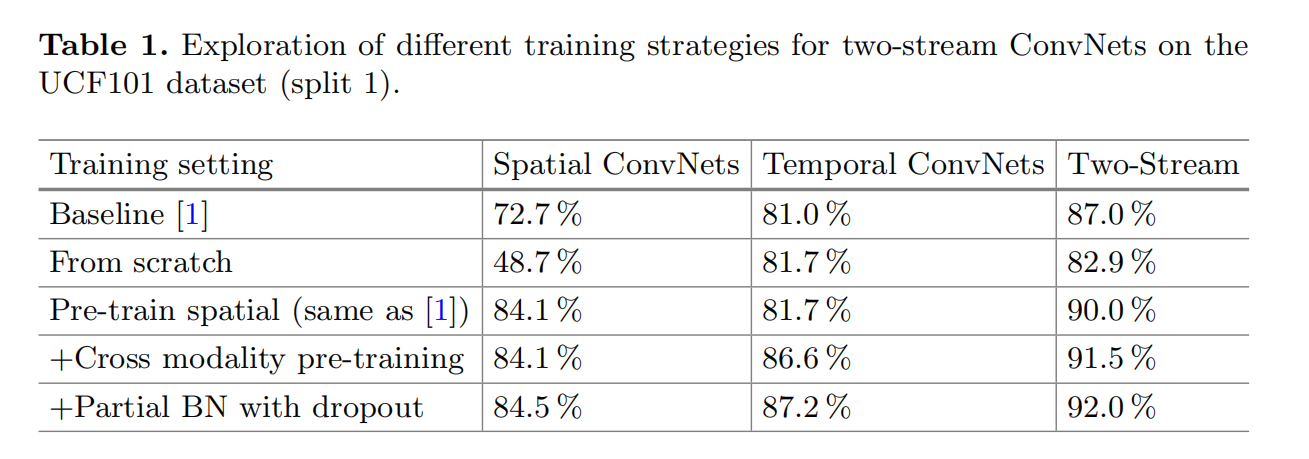 Table 1. Exploration of different training strategies for two-stream ConvNets on the
UCF101 dataset (split 1).
Training setting Spatial ConvNets Temporal ConvNets Two-Stream
Baseline [1] 72.7 % 81.0 % 87.0 %
From scratch 48.7 % 81.7 % 82.9 %
Pre-train spatial (same as [1]) 84.1 % 81.7 % 90.0 %
+Cross modality pre-training 84.1 % 86.6 % 91.5 %
+Partial BN with dropout 84.5 % 87.2 % 92.0 %